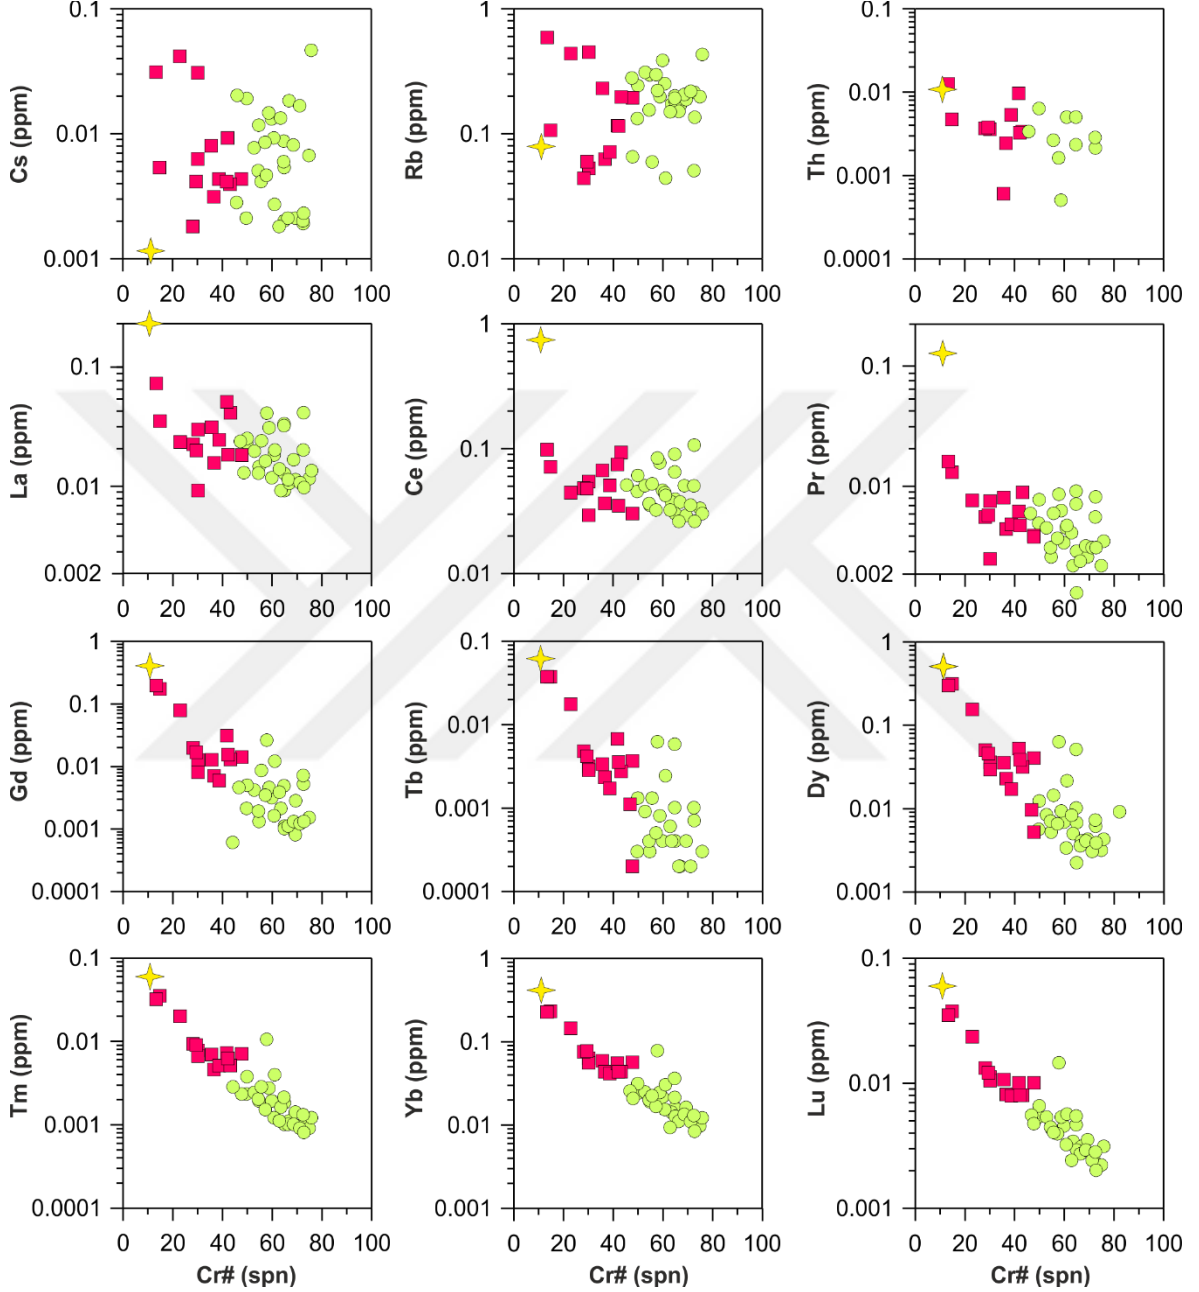 0.1 1 0.1
0.01 0.1 0.01
0.001
0.001 0.01 0.0001
Cs (ppm) Rb (ppm) Th (ppm)
0 20 40 60 80 100 0 20 40 60 80 100 0 20 40 60 80 100
0.1 1 0.1
0.01 0.1 0.01
0.002 0.01 0.002
La (ppm) Ce (ppm) Pr (ppm)
0 20 40 60 80 100 0 20 40 60 80 100 0 20 40 60 80 100
1 0.1 1
0.1 0.01 0.1
0.01
0.001 0.001 0.01
0.0001 0.0001 0.001
Gd (ppm) Tb (ppm) Dy (ppm)
0 20 40 60 80 100 0 20 40 60 80 100 0 20 40 60 80 100
0.1 1 0.1
0.01 0.1 0.01
0.001 0.01
0.0001 0.001 0.001
Tm (ppm) Yb (ppm) Lu (ppm)
0 20 40 60 80 100 0 20 40 60 80 100 0 20 40 60 80 100
Cr# (spn) Cr# (spn) Cr# (spn)